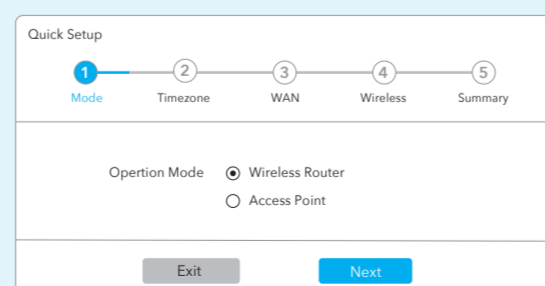 Quick Setup
1 2 3 4 5
Mode Timezone WAN Wireless Summary
Opertion Mode Wireless Router
Access Point
Exit Next